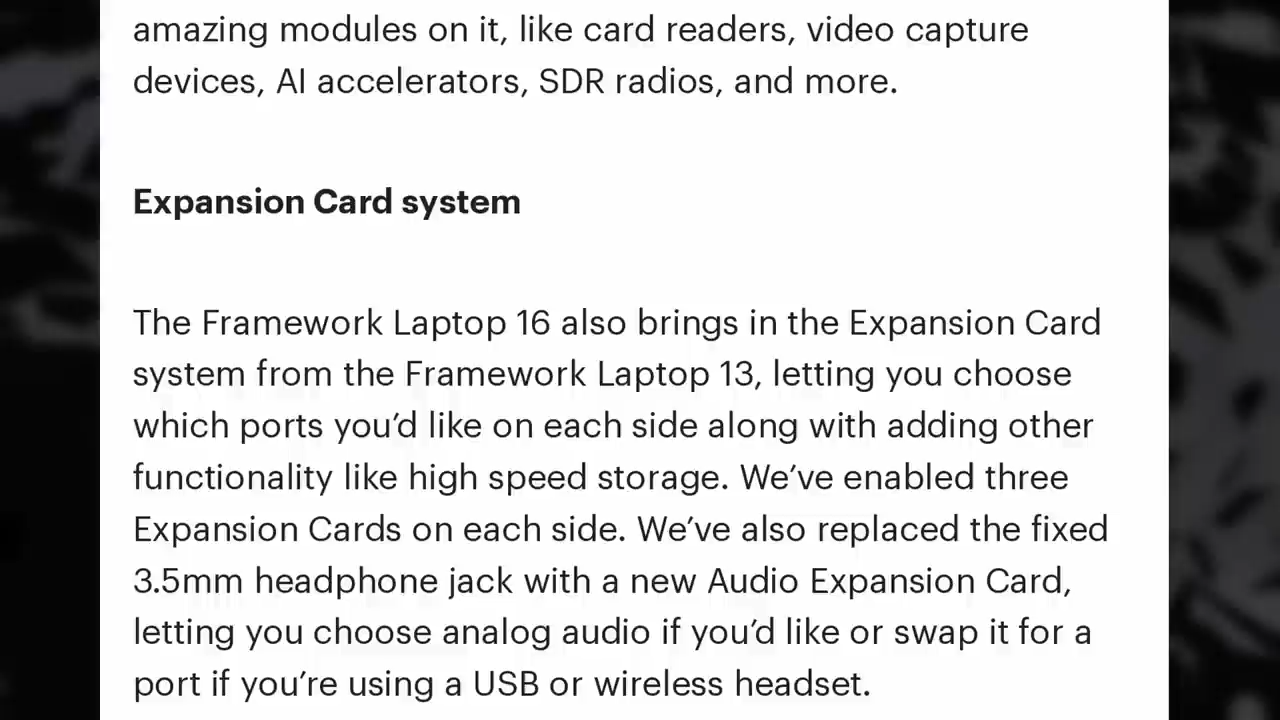 amazing modules on it, like card readers, video capture
devices, AI accelerators, SDR radios, and more.
Expansion Card system
The Framework Laptop 16 also brings in the Expansion Card
system from the Framework Laptop 13, letting you choose
which ports you’d like on each side along with adding other
functionality like high speed storage. We’ve enabled three
Expansion Cards on each side. We’ve also replaced the fixed
3.5mm headphone jack with a new Audio Expansion Card,
letting you choose analog audio if you’d like or swap it for a
port if you’re using a USB or wireless headset.